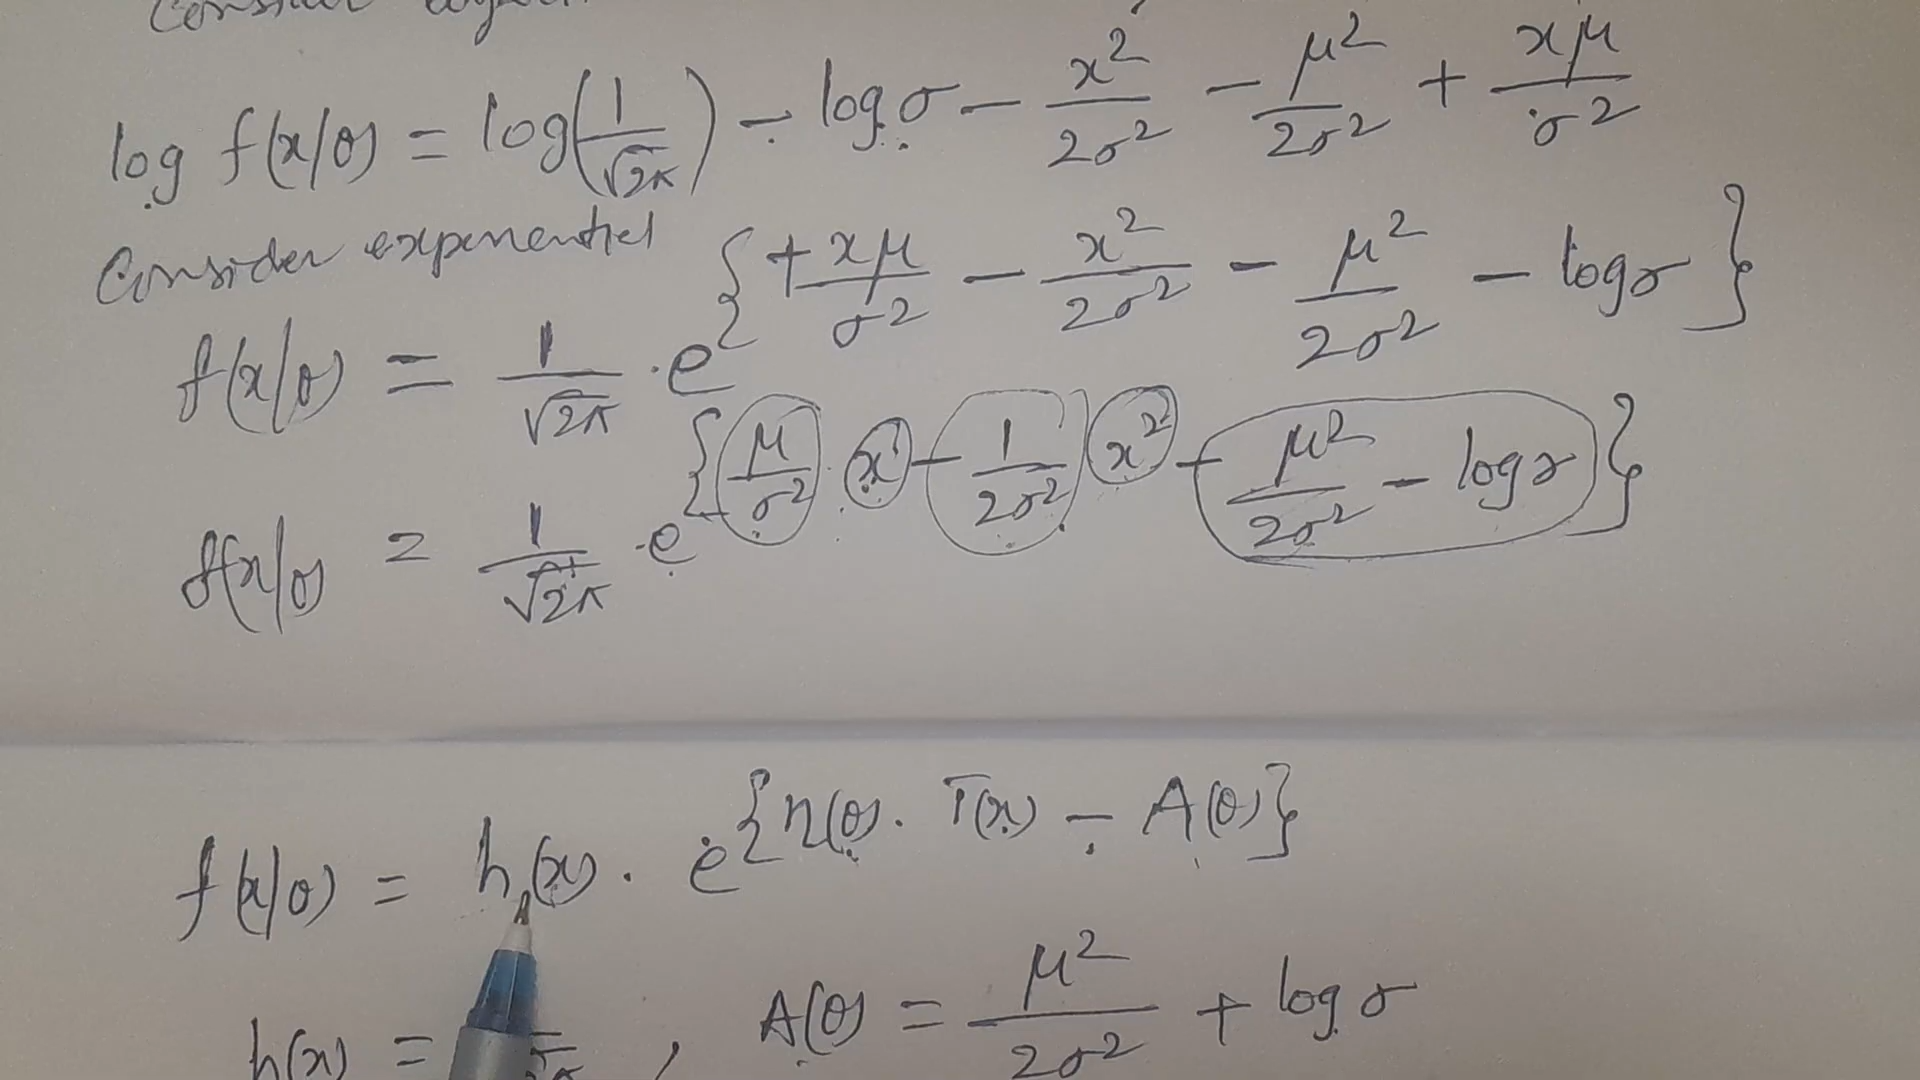 Consider
log f(x/θ) = log(1/√2π) - log σ - x²/2σ² - μ²/2σ² + xμ/σ²
Consider exponential
f(x/θ) = 1/√2π · e^{+xμ/σ² - x²/2σ² - μ²/2σ² - log σ}
f(x/θ) = 1/√2π · e^{μ/σ² · x - 1/2σ² x² - μ²/2σ² - log σ}
f(x/θ) = h(x) · e^{η(θ) · T(x) - A(θ)}
h(x) = , A(θ) = μ²/2σ² + log σ